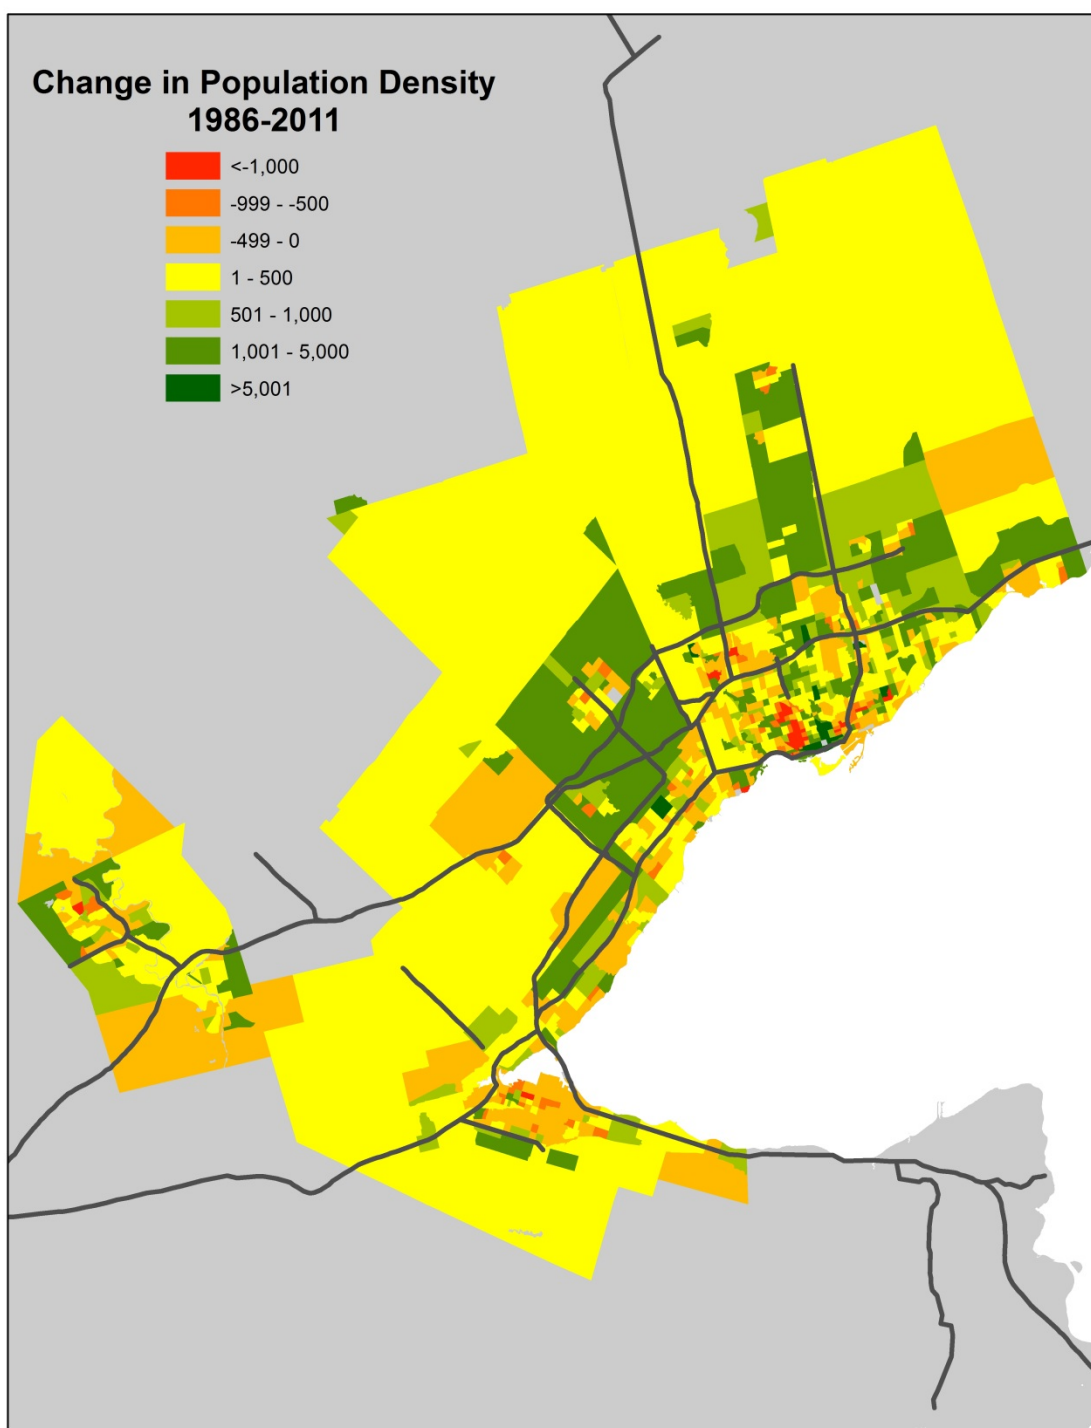 Change in Population Density
1986-2011
<-1,000
-999 - -500
-499 - 0
1 - 500
501 - 1,000
1,001 - 5,000
>5,001